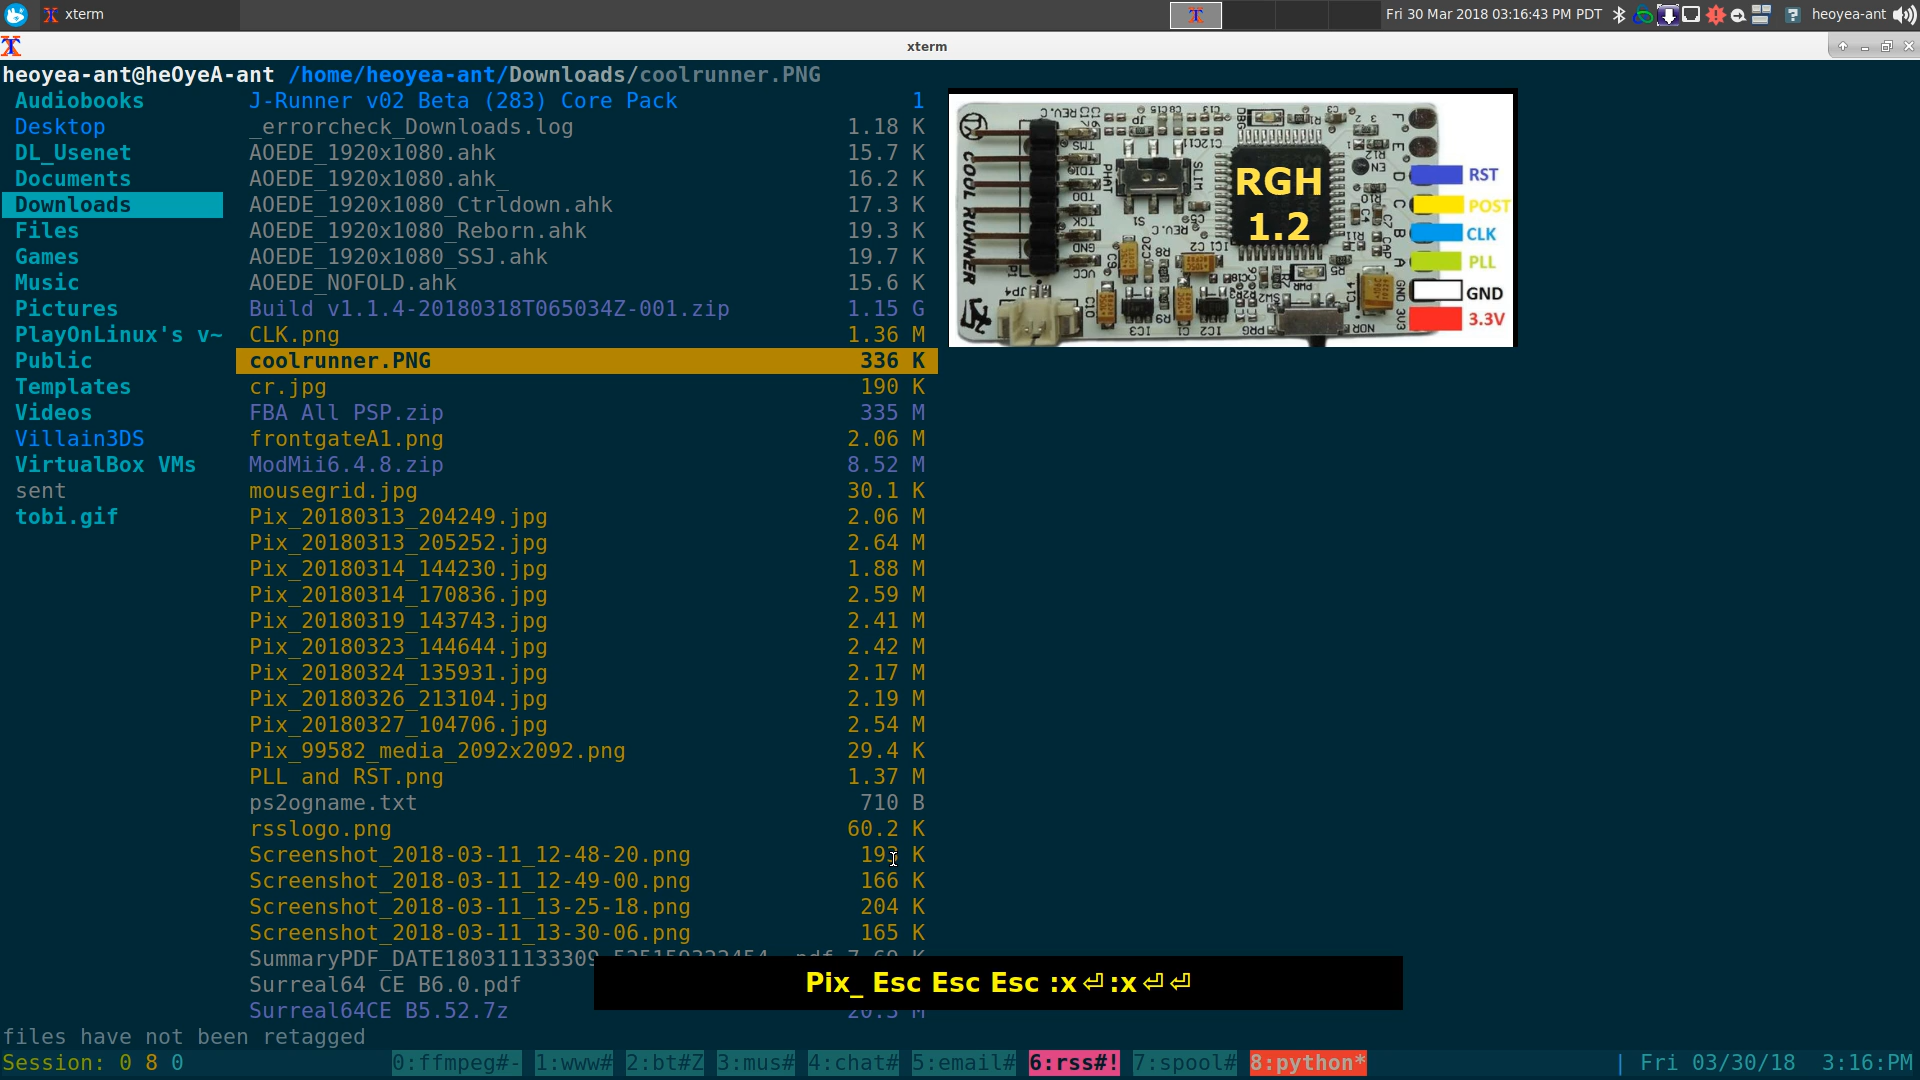 xterm
Fri 30 Mar 2018 03:16:43 PM PDT
heoyea-ant
xterm
heoyea-ant@heOyeA-ant /home/heoyea-ant/Downloads/coolrunner.PNG
Audiobooks
Desktop
DL_Usenet
Documents
Downloads
Files
Games
Music
Pictures
PlayOnLinux's v~
Public
Templates
Videos
Villain3DS
VirtualBox VMs
sent
tobi.gif
J-Runner v02 Beta (283) Core Pack 1
_errorcheck_Downloads.log 1.18 K
AOEDE_1920x1080.ahk 15.7 K
AOEDE_1920x1080.ahk_ 16.2 K
AOEDE_1920x1080_Ctrldown.ahk 17.3 K
AOEDE_1920x1080_Reborn.ahk 19.3 K
AOEDE_1920x1080_SSJ.ahk 19.7 K
AOEDE_NOFOLD.ahk 15.6 K
Build v1.1.4-20180318T065034Z-001.zip 1.15 G
CLK.png 1.36 M
coolrunner.PNG 336 K
cr.jpg 190 K
FBA All PSP.zip 335 M
frontgateA1.png 2.06 M
ModMii6.4.8.zip 8.52 M
mousegrid.jpg 30.1 K
Pix_20180313_204249.jpg 2.06 M
Pix_20180313_205252.jpg 2.64 M
Pix_20180314_144230.jpg 1.88 M
Pix_20180314_170836.jpg 2.59 M
Pix_20180319_143743.jpg 2.41 M
Pix_20180323_144644.jpg 2.42 M
Pix_20180324_135931.jpg 2.17 M
Pix_20180326_213104.jpg 2.19 M
Pix_20180327_104706.jpg 2.54 M
Pix_99582_media_2092x2092.png 29.4 K
PLL and RST.png 1.37 M
ps2ogname.txt 710 B
rsslogo.png 60.2 K
Screenshot_2018-03-11_12-48-20.png K
Screenshot_2018-03-11_12-49-00.png 166 K
Screenshot_2018-03-11_13-25-18.png 204 K
Screenshot_2018-03-11_13-30-06.png 165 K
Surreal64 CE B6.0.pdf
Surreal64CE B5.52.7z
COOL RUNNER
REV.C
PHAT
SLIM
S1
RGH
1.2
F
E
D
C
B
A
GND
3V3
RST
POST
CLK
PLL
GND
3.3V
Pix_ Esc Esc Esc :x⏎:x⏎⏎
files have not been retagged
Session: 0 8 0 0:ffmpeg#- 1:www# 2:bt#Z 3:mus# 4:chat# 5:email# 6:rss#! 7:spool# 8:python* | Fri 03/30/18 3:16:PM